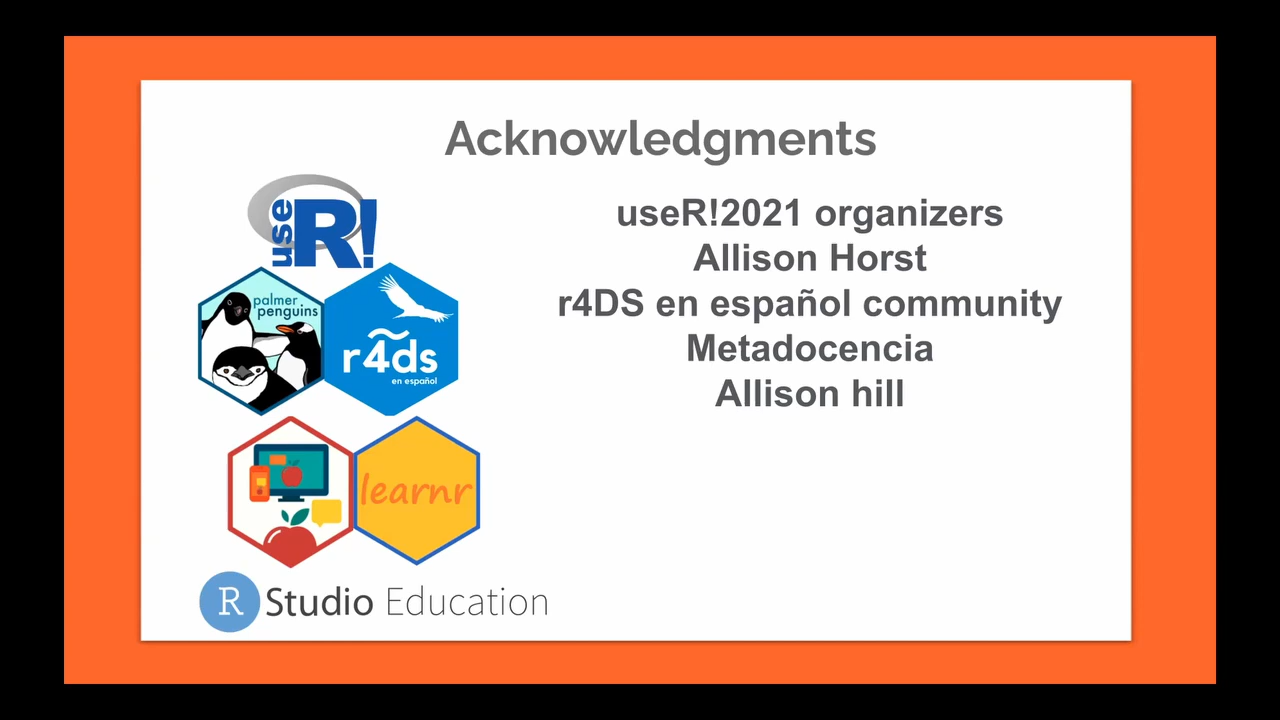 Acknowledgments
useR!
useR!2021 organizers
Allison Horst
r4DS en español community
Metadocencia
Allison hill
palmer
penguins
r4ds
en español
learnr
R Studio Education